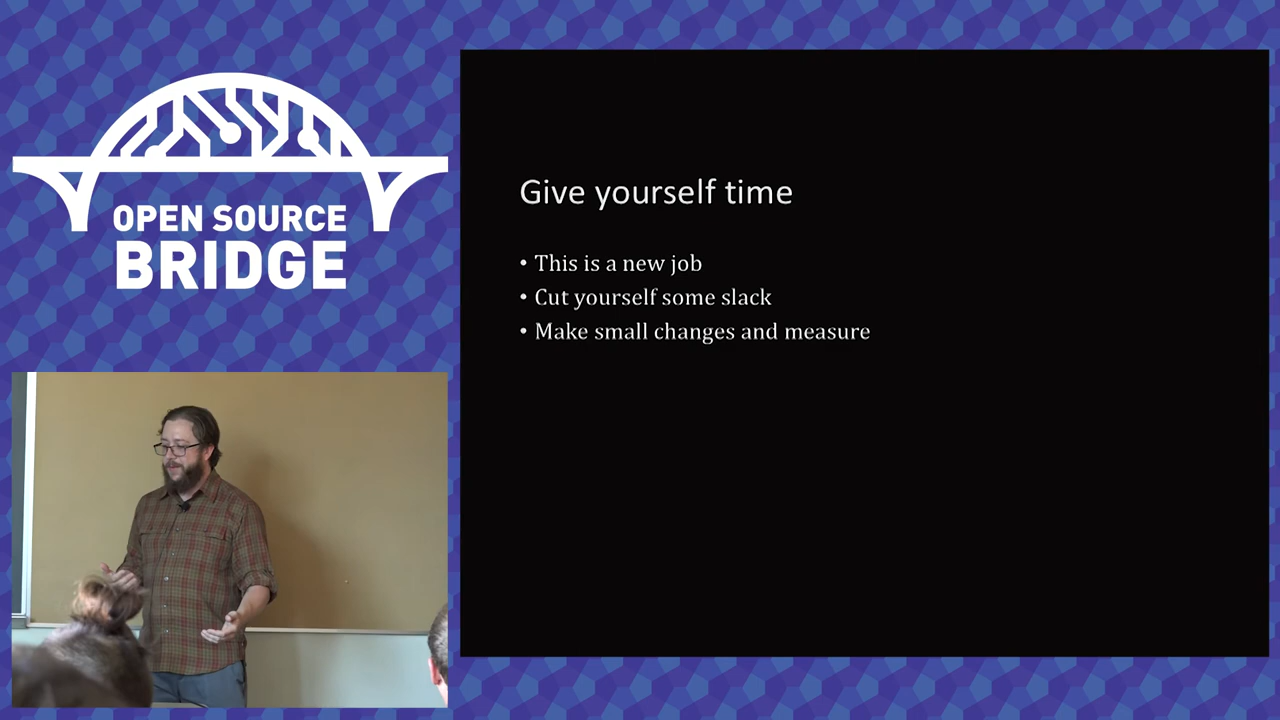 OPEN SOURCE
BRIDGE
Give yourself time
• This is a new job
• Cut yourself some slack
• Make small changes and measure